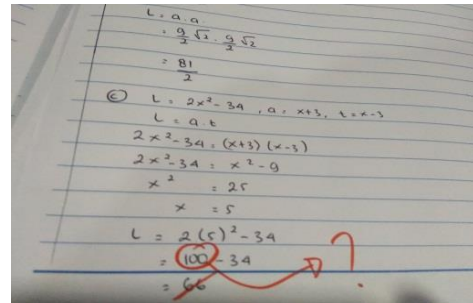 L = a . a
= 9/2 √2 . 9/2 √2
= 81/2
(c) L = 2x² - 34 , a = x+3, t = x-3
L = a . t
2x² - 34 = (x+3) (x-3)
2x² - 34 = x² - 9
x² = 25
x = 5
L = 2(5)² - 34
= 100 - 34
= 66
?